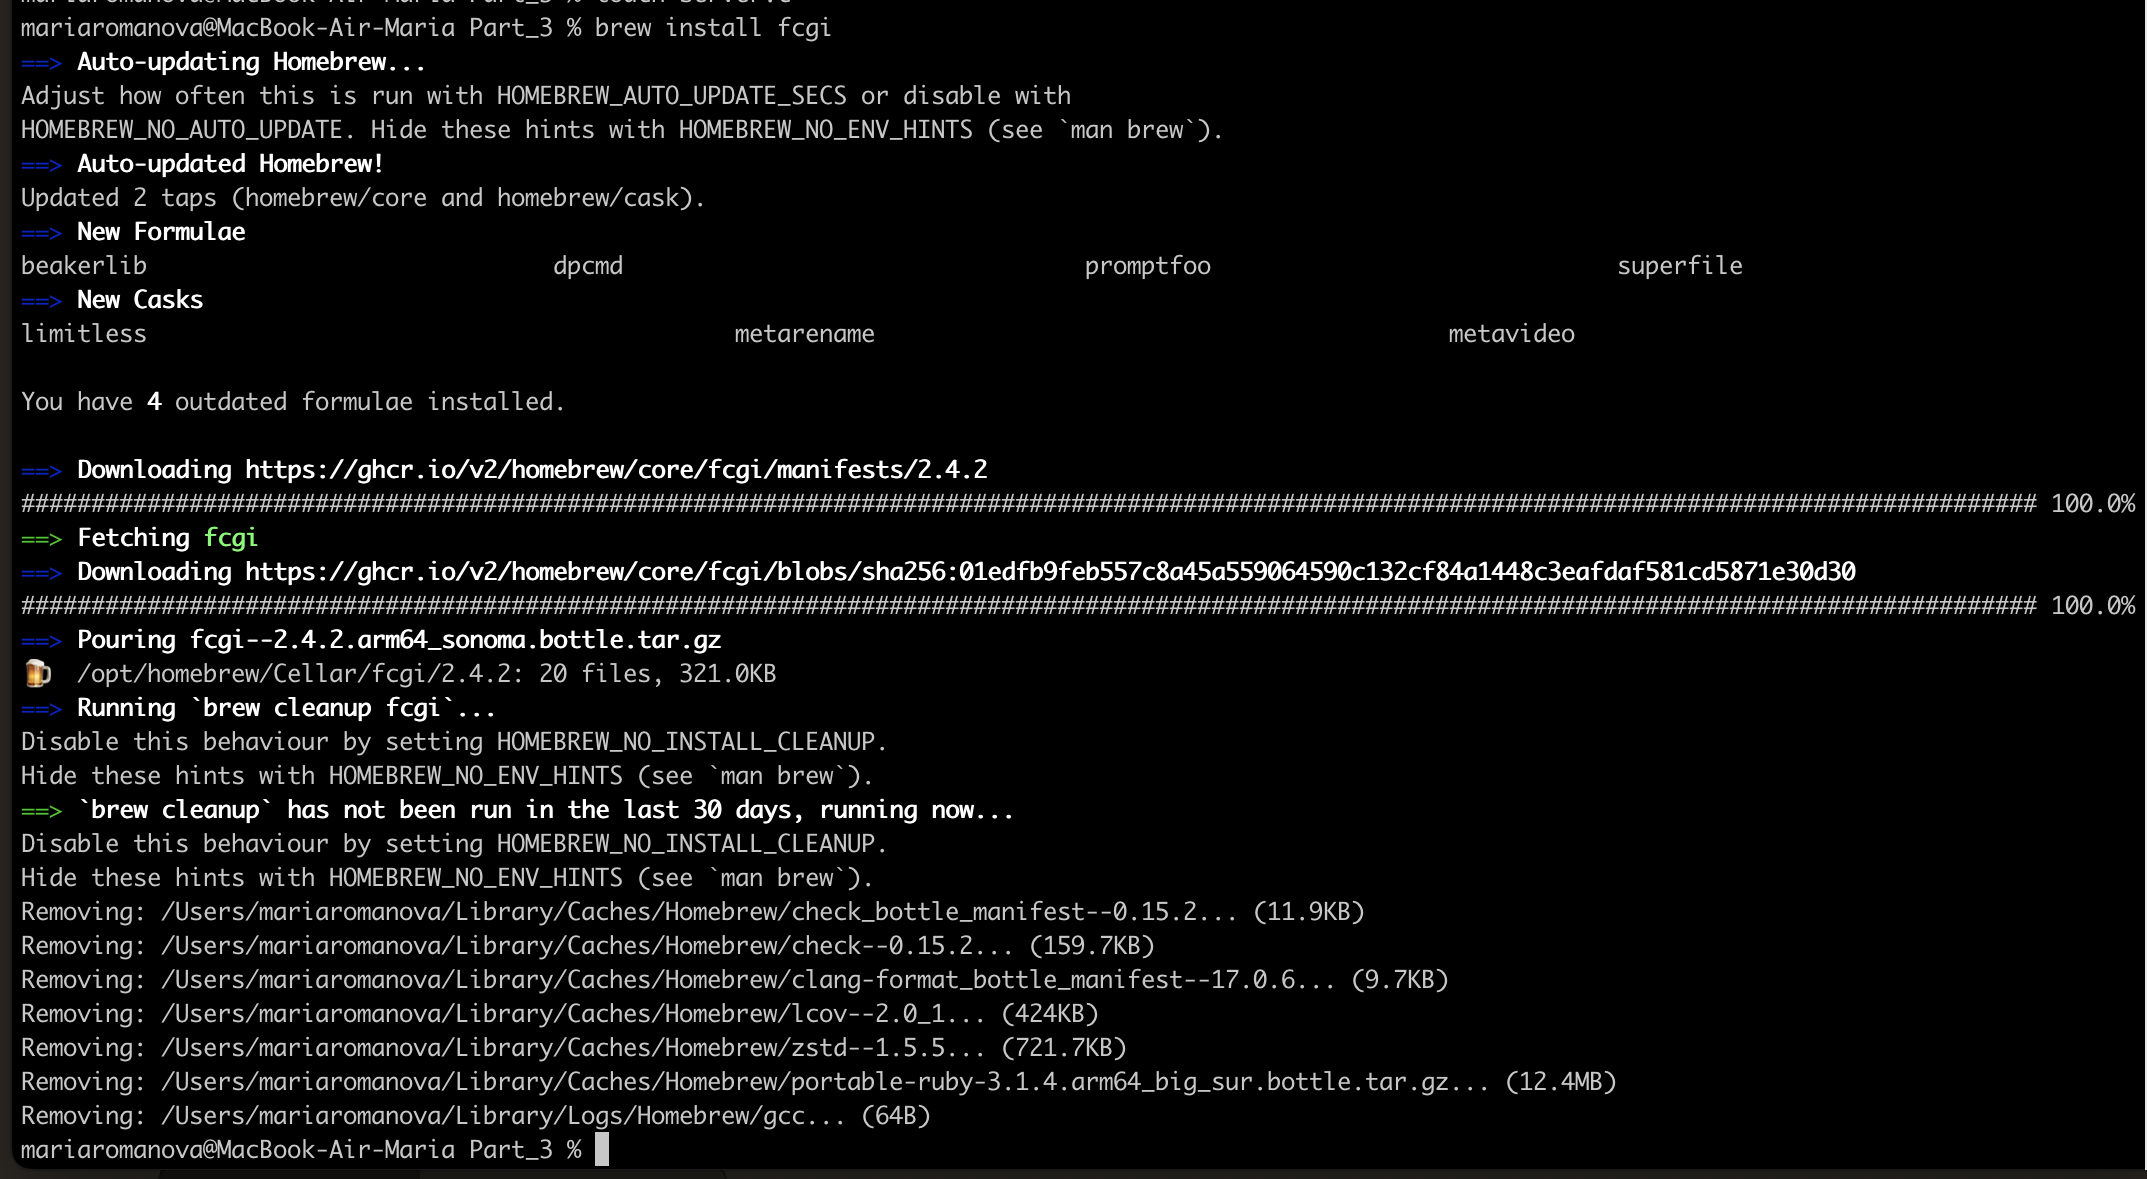 mariaromanova@MacBook-Air-Maria Part_3 % touch server.c
mariaromanova@MacBook-Air-Maria Part_3 % brew install fcgi
==> Auto-updating Homebrew...
Adjust how often this is run with HOMEBREW_AUTO_UPDATE_SECS or disable with
HOMEBREW_NO_AUTO_UPDATE. Hide these hints with HOMEBREW_NO_ENV_HINTS (see `man brew`).
==> Auto-updated Homebrew!
Updated 2 taps (homebrew/core and homebrew/cask).
==> New Formulae
beakerlib dpcmd promptfoo superfile
==> New Casks
limitless metarename metavideo
You have 4 outdated formulae installed.
==> Downloading https://ghcr.io/v2/homebrew/core/fcgi/manifests/2.4.2
################################################################################################################################################ 100.0%
==> Fetching fcgi
==> Downloading https://ghcr.io/v2/homebrew/core/fcgi/blobs/sha256:01edfb9feb557c8a45a559064590c132cf84a1448c3eafdaf581cd5871e30d30
################################################################################################################################################ 100.0%
==> Pouring fcgi--2.4.2.arm64_sonoma.bottle.tar.gz
🍺 /opt/homebrew/Cellar/fcgi/2.4.2: 20 files, 321.0KB
==> Running `brew cleanup fcgi`...
Disable this behaviour by setting HOMEBREW_NO_INSTALL_CLEANUP.
Hide these hints with HOMEBREW_NO_ENV_HINTS (see `man brew`).
==> `brew cleanup` has not been run in the last 30 days, running now...
Disable this behaviour by setting HOMEBREW_NO_INSTALL_CLEANUP.
Hide these hints with HOMEBREW_NO_ENV_HINTS (see `man brew`).
Removing: /Users/mariaromanova/Library/Caches/Homebrew/check_bottle_manifest--0.15.2... (11.9KB)
Removing: /Users/mariaromanova/Library/Caches/Homebrew/check--0.15.2... (159.7KB)
Removing: /Users/mariaromanova/Library/Caches/Homebrew/clang-format_bottle_manifest--17.0.6... (9.7KB)
Removing: /Users/mariaromanova/Library/Caches/Homebrew/lcov--2.0_1... (424KB)
Removing: /Users/mariaromanova/Library/Caches/Homebrew/zstd--1.5.5... (721.7KB)
Removing: /Users/mariaromanova/Library/Caches/Homebrew/portable-ruby-3.1.4.arm64_big_sur.bottle.tar.gz... (12.4MB)
Removing: /Users/mariaromanova/Library/Logs/Homebrew/gcc... (64B)
mariaromanova@MacBook-Air-Maria Part_3 %